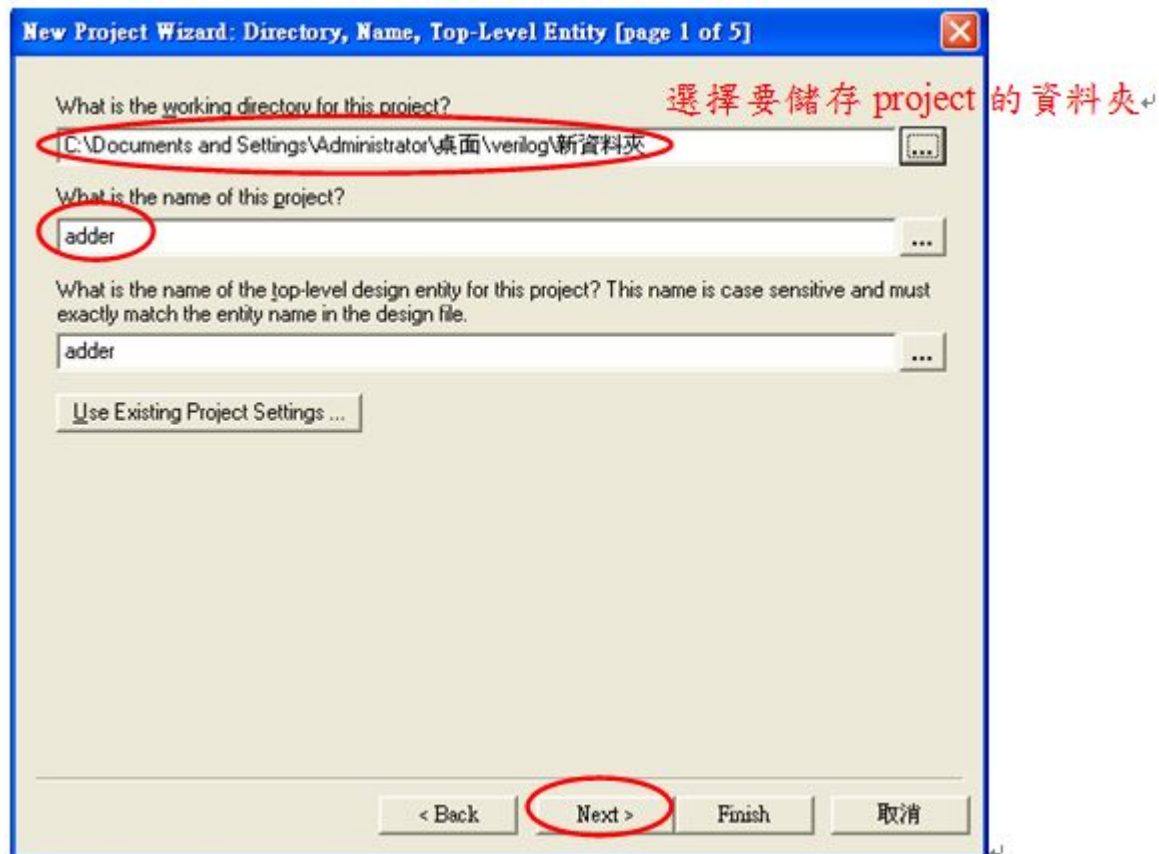 New Project Wizard: Directory, Name, Top-Level Entity [page 1 of 5]
選擇要儲存 project 的資料夾
What is the working directory for this project?
C:\Documents and Settings\Administrator\桌面\verilog\新資料夾
...
What is the name of this project?
adder
...
What is the name of the top-level design entity for this project? This name is case sensitive and must
exactly match the entity name in the design file.
adder
...
Use Existing Project Settings ...
< Back
Next >
Finish
取消